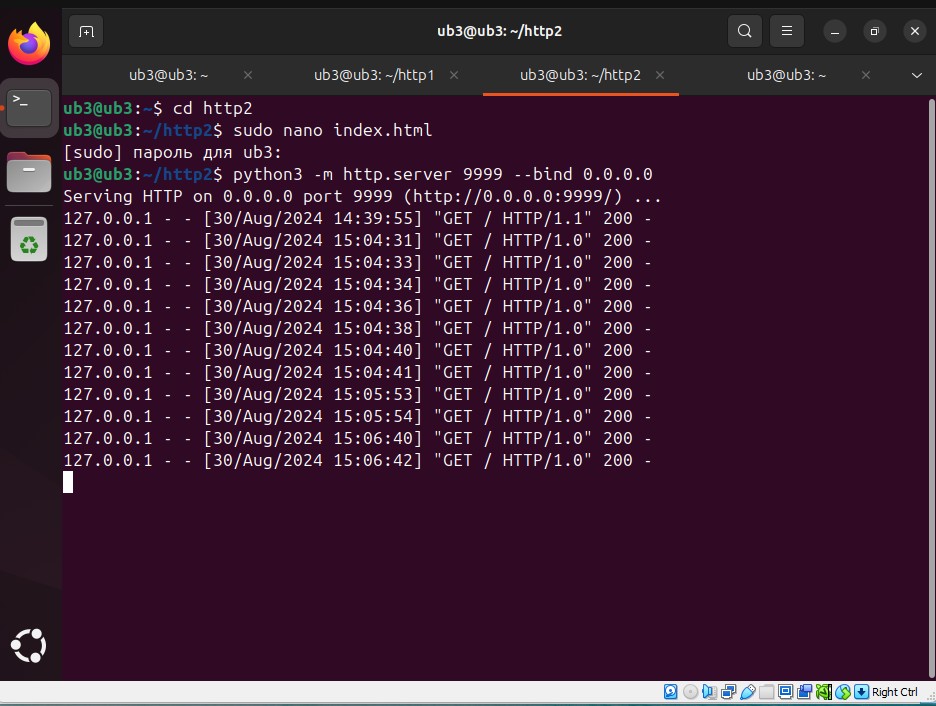 ub3@ub3: ~/http2
ub3@ub3: ~
ub3@ub3: ~/http1
ub3@ub3: ~/http2
ub3@ub3: ~
ub3@ub3:~$ cd http2
ub3@ub3:~/http2$ sudo nano index.html
[sudo] пароль для ub3:
ub3@ub3:~/http2$ python3 -m http.server 9999 --bind 0.0.0.0
Serving HTTP on 0.0.0.0 port 9999 (http://0.0.0.0:9999/) ...
127.0.0.1 - - [30/Aug/2024 14:39:55] "GET / HTTP/1.1" 200 -
127.0.0.1 - - [30/Aug/2024 15:04:31] "GET / HTTP/1.0" 200 -
127.0.0.1 - - [30/Aug/2024 15:04:33] "GET / HTTP/1.0" 200 -
127.0.0.1 - - [30/Aug/2024 15:04:34] "GET / HTTP/1.0" 200 -
127.0.0.1 - - [30/Aug/2024 15:04:36] "GET / HTTP/1.0" 200 -
127.0.0.1 - - [30/Aug/2024 15:04:38] "GET / HTTP/1.0" 200 -
127.0.0.1 - - [30/Aug/2024 15:04:40] "GET / HTTP/1.0" 200 -
127.0.0.1 - - [30/Aug/2024 15:04:41] "GET / HTTP/1.0" 200 -
127.0.0.1 - - [30/Aug/2024 15:05:53] "GET / HTTP/1.0" 200 -
127.0.0.1 - - [30/Aug/2024 15:05:54] "GET / HTTP/1.0" 200 -
127.0.0.1 - - [30/Aug/2024 15:06:40] "GET / HTTP/1.0" 200 -
127.0.0.1 - - [30/Aug/2024 15:06:42] "GET / HTTP/1.0" 200 -
Right Ctrl